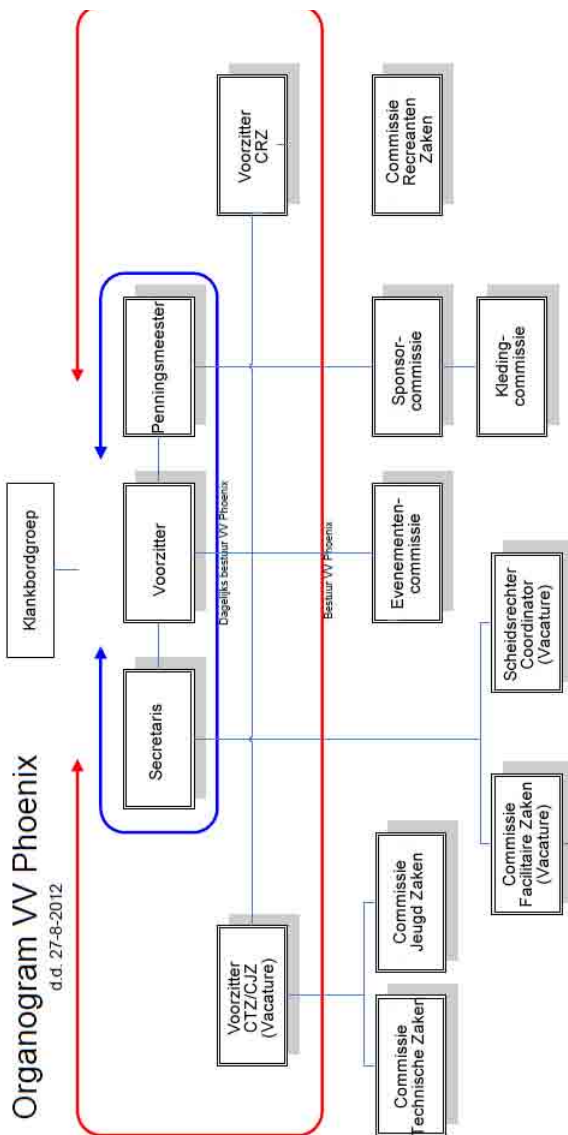 Organogram VV Phoenix
d.d. 27-8-2012
Klankbordgroep
Secretaris
Voorzitter
Penningsmeester
Dagelijks bestuur VV Phoenix
Voorzitter
CTZ/CJZ
(Vacature)
Voorzitter
CRZ
Bestuur VV Phoenix
Commissie
Technische Zaken
Commissie
Jeugd Zaken
Evenementen-
commissie
Sponsor-
commissie
Commissie
Recreanten
Zaken
Kleding-
commissie
Commissie
Facilitaire Zaken
(Vacature)
Scheidsrechter
Coordinator
(Vacature)